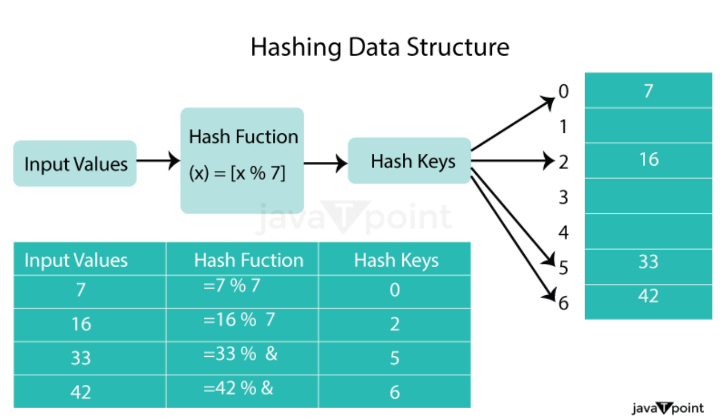 Hashing Data Structure
Input Values
Hash Fuction
(x) = [x % 7]
Hash Keys
0 7
1
2 16
3
4
5 33
6 42
javaTpoint
Input Values Hash Fuction Hash Keys
7 =7 % 7 0
16 =16 % 7 2
33 =33 % & 5
42 =42 % & 6
javaTpoint